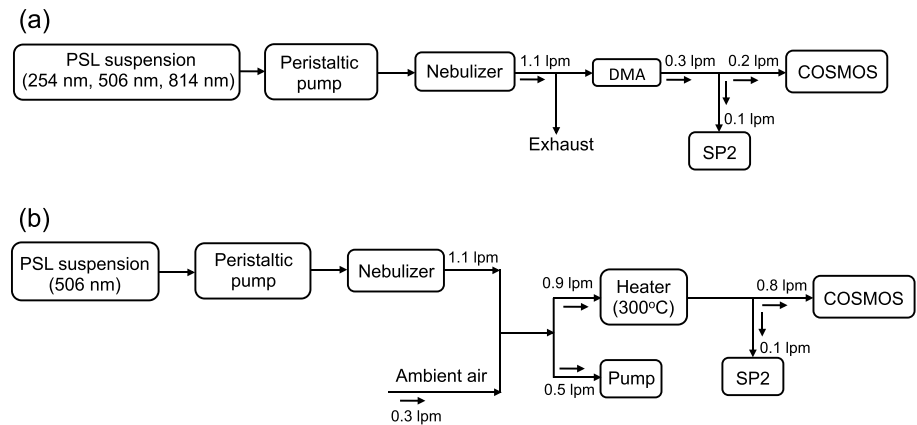 (a)
PSL suspension
(254 nm, 506 nm, 814 nm)
Peristaltic
pump
Nebulizer
1.1 lpm
DMA
0.3 lpm
0.2 lpm
COSMOS
0.1 lpm
Exhaust
SP2
(b)
PSL suspension
(506 nm)
Peristaltic
pump
Nebulizer
1.1 lpm
0.9 lpm
Heater
(300°C)
0.8 lpm
COSMOS
0.1 lpm
Ambient air
0.3 lpm
0.5 lpm
Pump
SP2